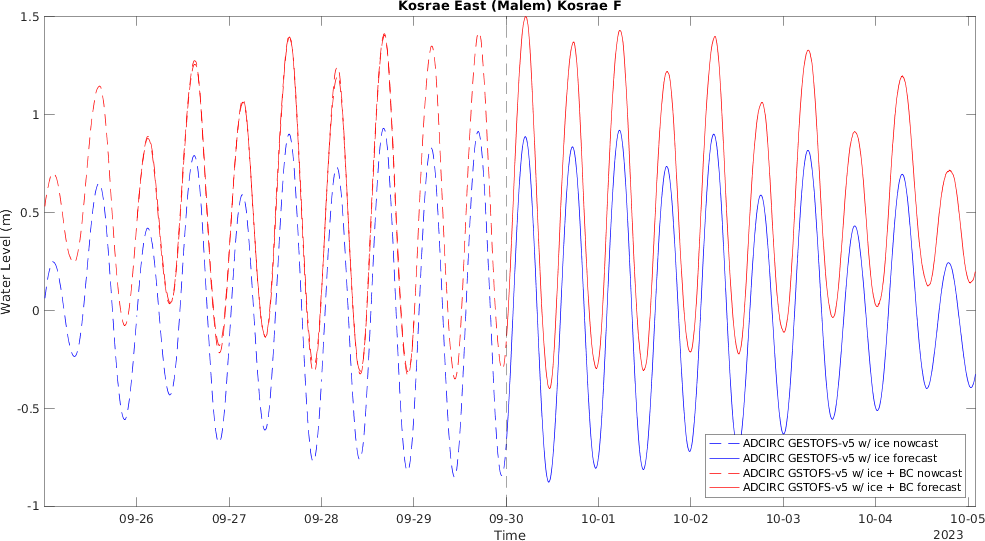 Kosrae East (Malem) Kosrae F
Water Level (m)
1.5
1
0.5
0
-0.5
-1
09-26
09-27
09-28
09-29
09-30
10-01
10-02
10-03
10-04
10-05
Time
2023
ADCIRC GESTOFS-v5 w/ ice nowcast
ADCIRC GESTOFS-v5 w/ ice forecast
ADCIRC GSTOFS-v5 w/ ice + BC nowcast
ADCIRC GSTOFS-v5 w/ ice + BC forecast